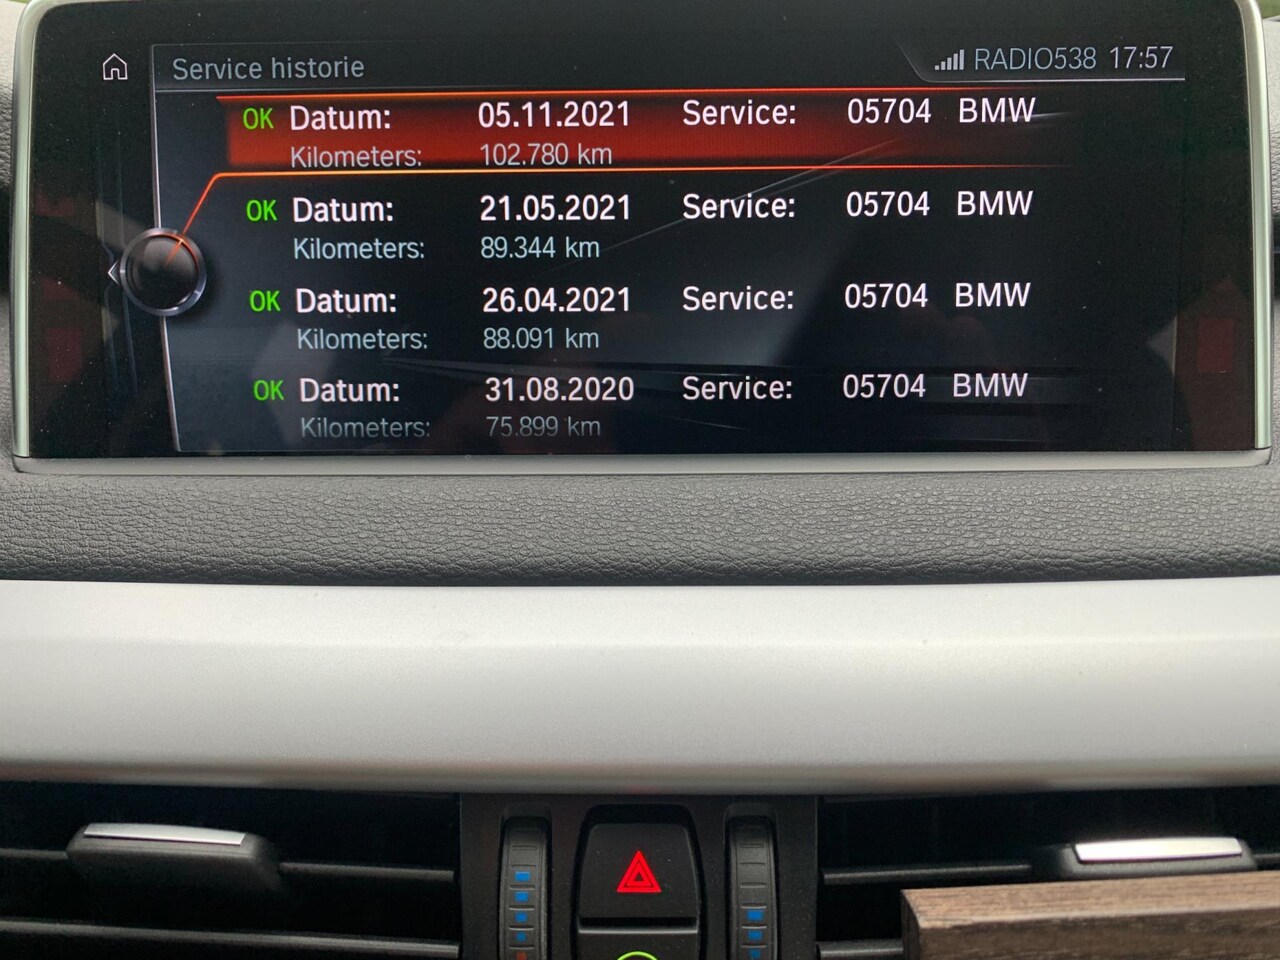 Service historie RADIO538 17:57
OK Datum: 05.11.2021 Service: 05704 BMW
Kilometers: 102.780 km
OK Datum: 21.05.2021 Service: 05704 BMW
Kilometers: 89.344 km
OK Datum: 26.04.2021 Service: 05704 BMW
Kilometers: 88.091 km
OK Datum: 31.08.2020 Service: 05704 BMW
Kilometers: 75.899 km